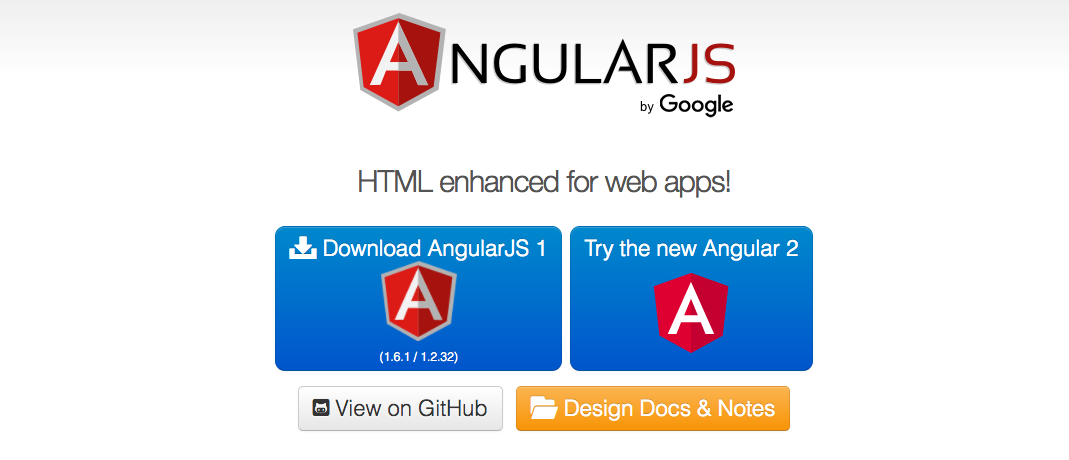 ANGULARJS
by Google
HTML enhanced for web apps!
Download AngularJS 1
(1.6.1 / 1.2.32)
Try the new Angular 2
View on GitHub
Design Docs & Notes